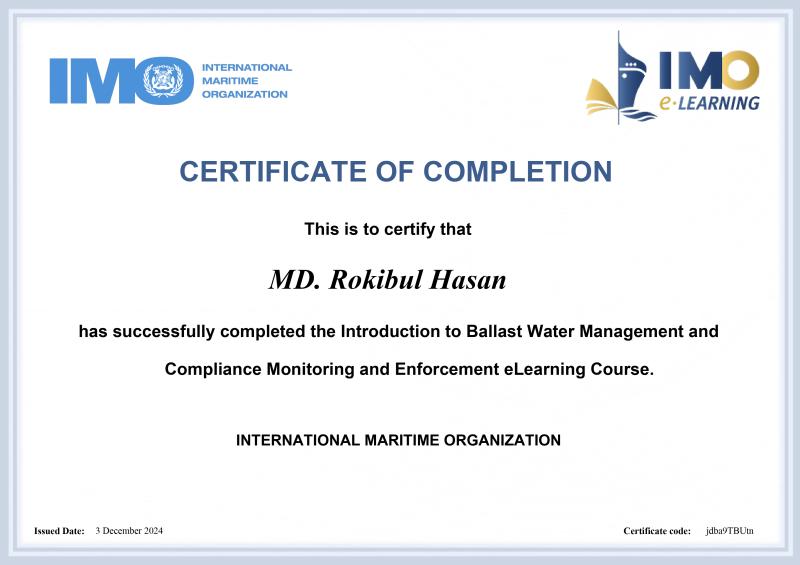 IMO
INTERNATIONAL
MARITIME
ORGANIZATION
IMO
e-LEARNING
CERTIFICATE OF COMPLETION
This is to certify that
MD. Rokibul Hasan
has successfully completed the Introduction to Ballast Water Management and
Compliance Monitoring and Enforcement eLearning Course.
INTERNATIONAL MARITIME ORGANIZATION
Issued Date: 3 December 2024
Certificate code: jdba9TBUtn